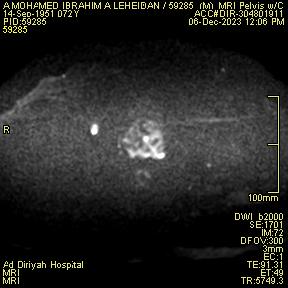 A MOHAMED IBRAHIM A LEHEIDAN / 59285 (M) MRI Pelvis w/C
14-Sep-1951 072Y ACC#DIR-304801911
PID:59285 06-Dec-2023 12:06 PM
59285
R
100mm
DWI_b2000
SE:1701
IM:72
DFOV:300
3mm
EC:1
Ad Diriyah Hospital TE:91.31
MRI ET:49
MRI TR:5749.3